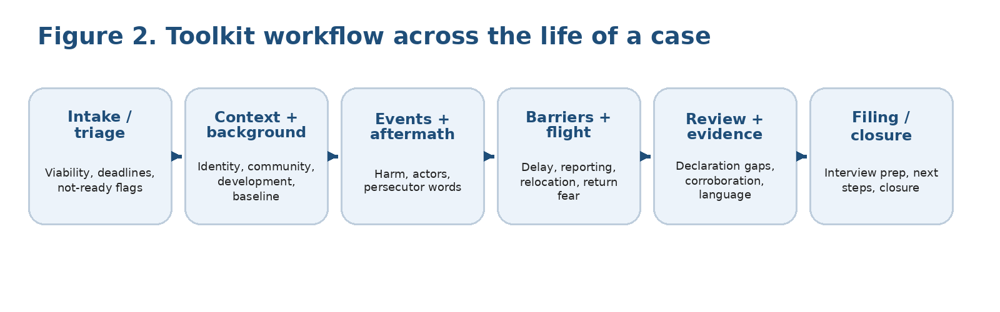 Figure 2. Toolkit workflow across the life of a case
Intake /
triage
Viability, deadlines,
not-ready flags
Context +
background
Identity, community,
development,
baseline
Events +
aftermath
Harm, actors,
persecutor words
Barriers +
flight
Delay, reporting,
relocation, return
fear
Review +
evidence
Declaration gaps,
corroboration,
language
Filing /
closure
Interview prep, next
steps, closure